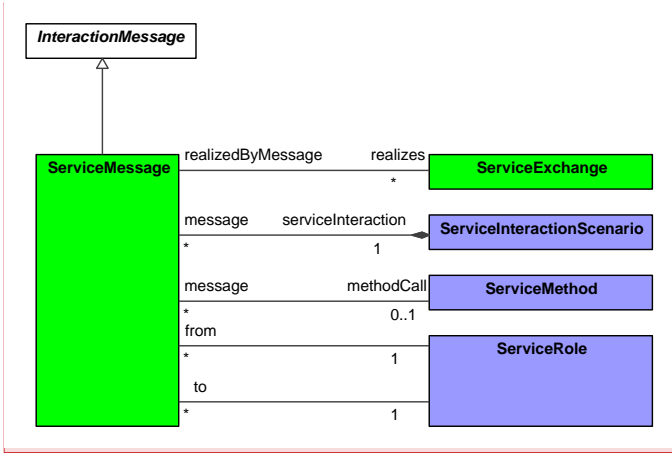 InteractionMessage
ServiceMessage
realizedByMessage realizes
*
ServiceExchange
message serviceInteraction
* 1
ServiceInteractionScenario
message methodCall
* 0..1
ServiceMethod
from
* 1
ServiceRole
to
* 1